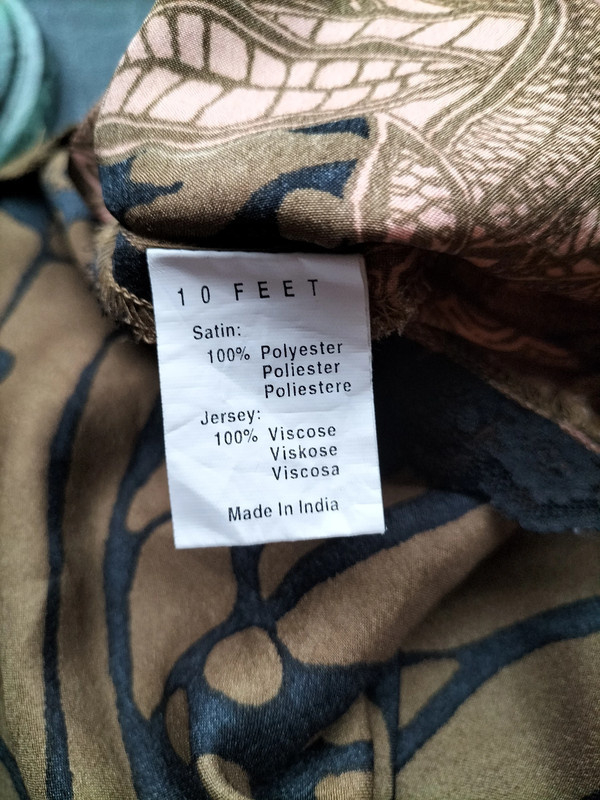 10 FEET
Satin:
100% Polyester
Poliester
Poliestere
Jersey:
100% Viscose
Viskose
Viscosa
Made In India